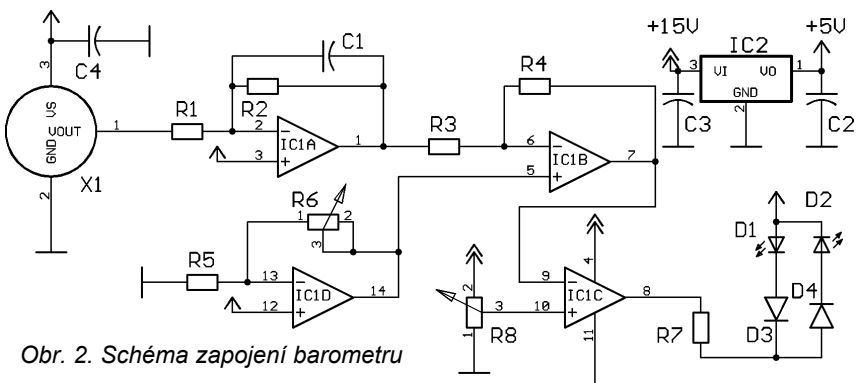 +15V
+5V
IC2
3 VI VO 1
GND
2
C3
C2
C4
3
VS
VOUT
GND
1
2
X1
R1
C1
R2
2
3
IC1A
1
R3
R4
6
5
IC1B
7
R6
1 2
3
R5
13
12
IC1D
14
2
3
1
R8
9
10
4
IC1C
11
8
R7
D1
D2
D3
D4
Obr. 2. Schéma zapojení barometru